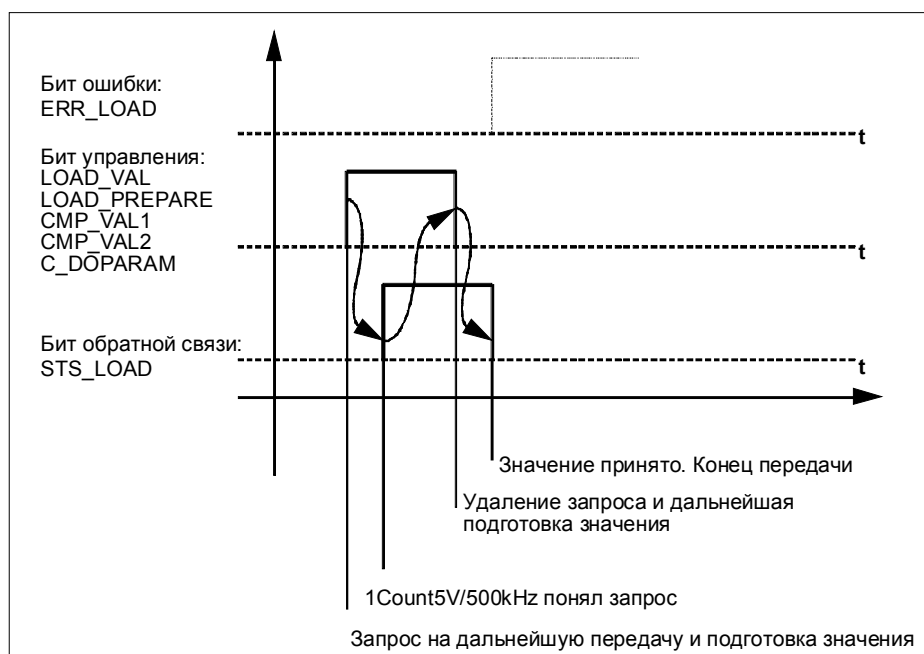 Бит ошибки:
ERR_LOAD
t
Бит управления:
LOAD_VAL
LOAD_PREPARE
CMP_VAL1
CMP_VAL2
C_DOPARAM
t
Бит обратной связи:
STS_LOAD
t
Значение принято. Конец передачи
Удаление запроса и дальнейшая
подготовка значения
1Count5V/500kHz понял запрос
Запрос на дальнейшую передачу и подготовка значения